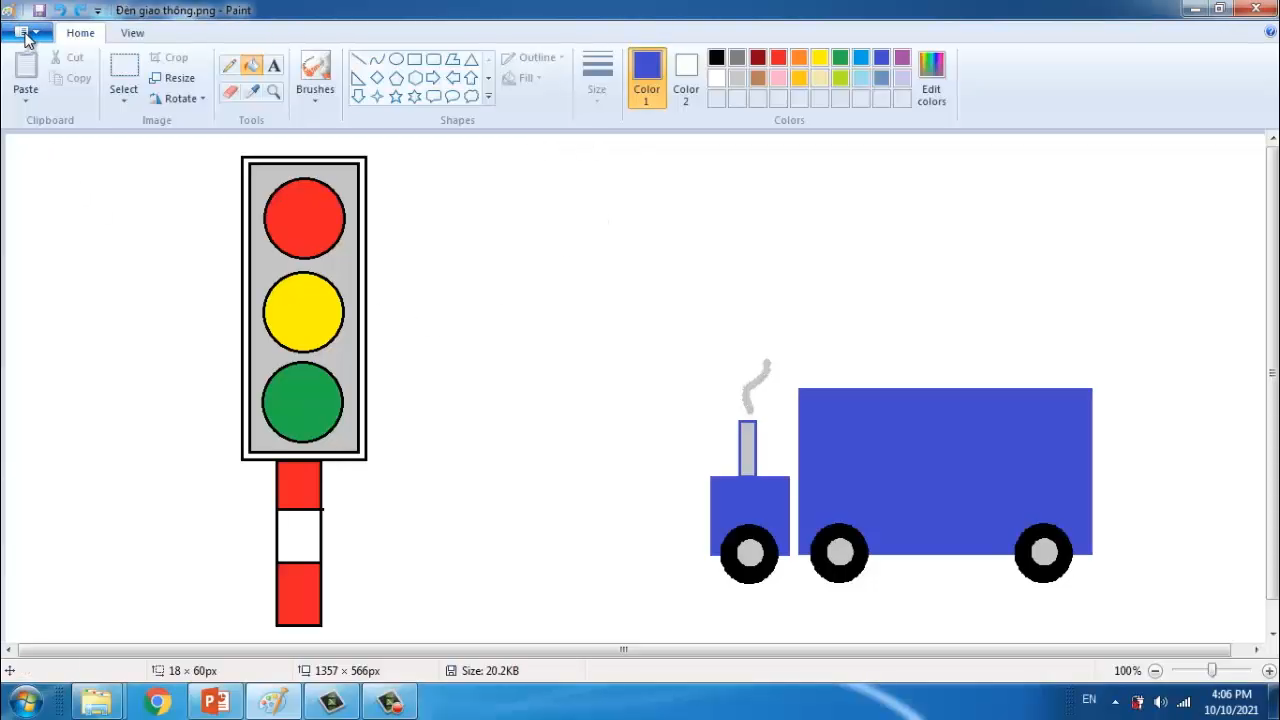 Đèn giao thông.png - Paint
Home
View
Paste
Cut
Copy
Clipboard
Select
Crop
Resize
Rotate
Image
A
Tools
Brushes
Outline
Fill
Shapes
Size
Color
1
Color
2
Edit
colors
Colors
18 × 60px
1357 × 566px
Size: 20.2KB
100%
EN
4:06 PM
10/10/2021